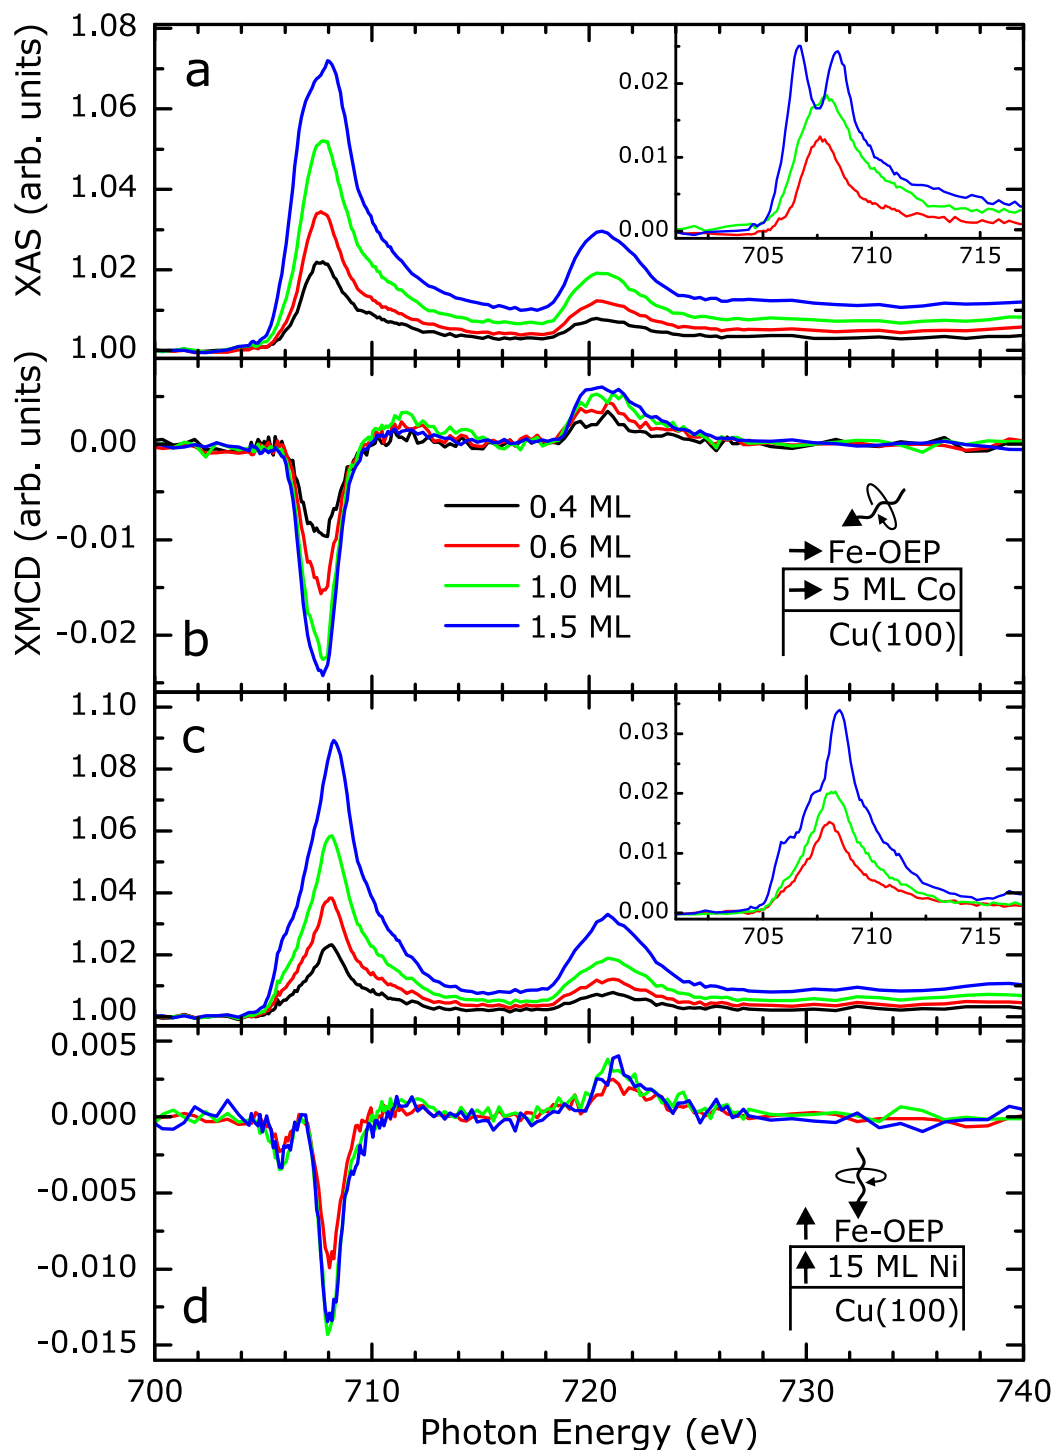 XAS (arb. units)
1.08
1.06
1.04
1.02
1.00
a
0.02
0.01
0.00
705 710 715
XMCD (arb. units)
0.00
-0.01
-0.02
b
0.4 ML
0.6 ML
1.0 ML
1.5 ML
Fe-OEP
5 ML Co
Cu(100)
1.10
1.08
1.06
1.04
1.02
1.00
c
0.03
0.02
0.01
0.00
705 710 715
0.005
0.000
-0.005
-0.010
-0.015
d
Fe-OEP
15 ML Ni
Cu(100)
700 710 720 730 740
Photon Energy (eV)